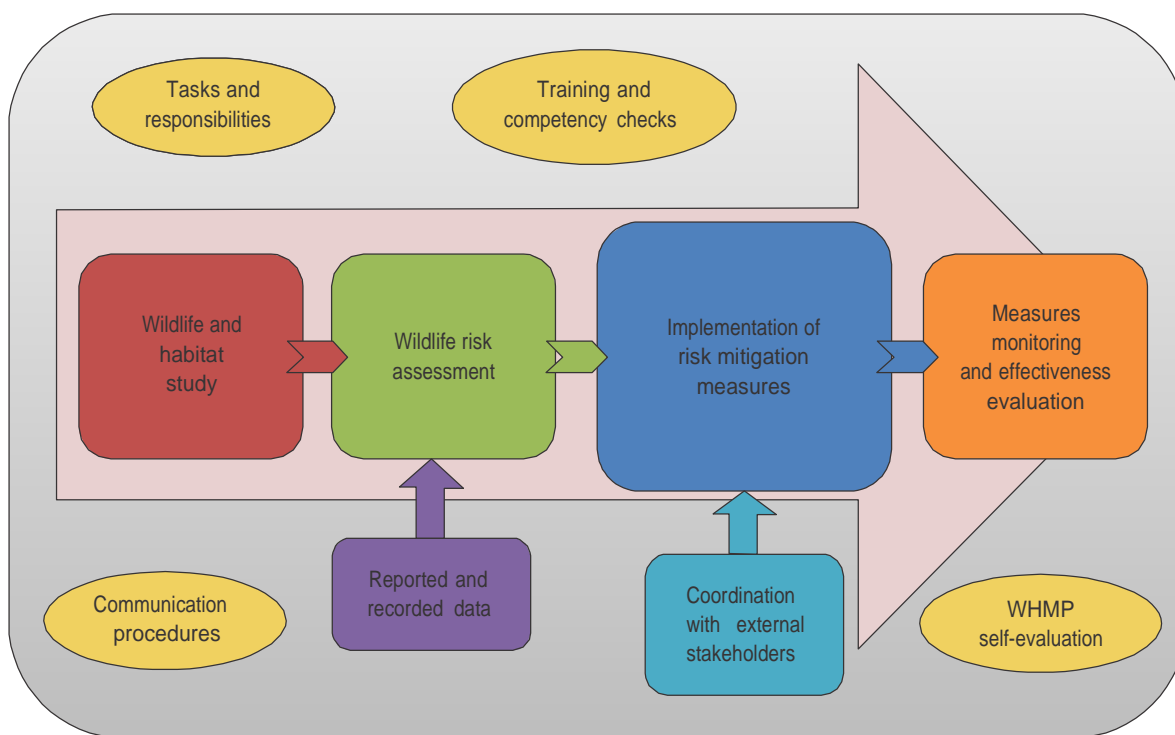 Tasks and
responsibilities
Training and
competency checks
Wildlife and
habitat
study
Wildlife risk
assessment
Implementation of
risk mitigation
measures
Measures
monitoring
and effectiveness
evaluation
Reported and
recorded data
Coordination
with external
stakeholders
Communication
procedures
WHMP
self-evaluation